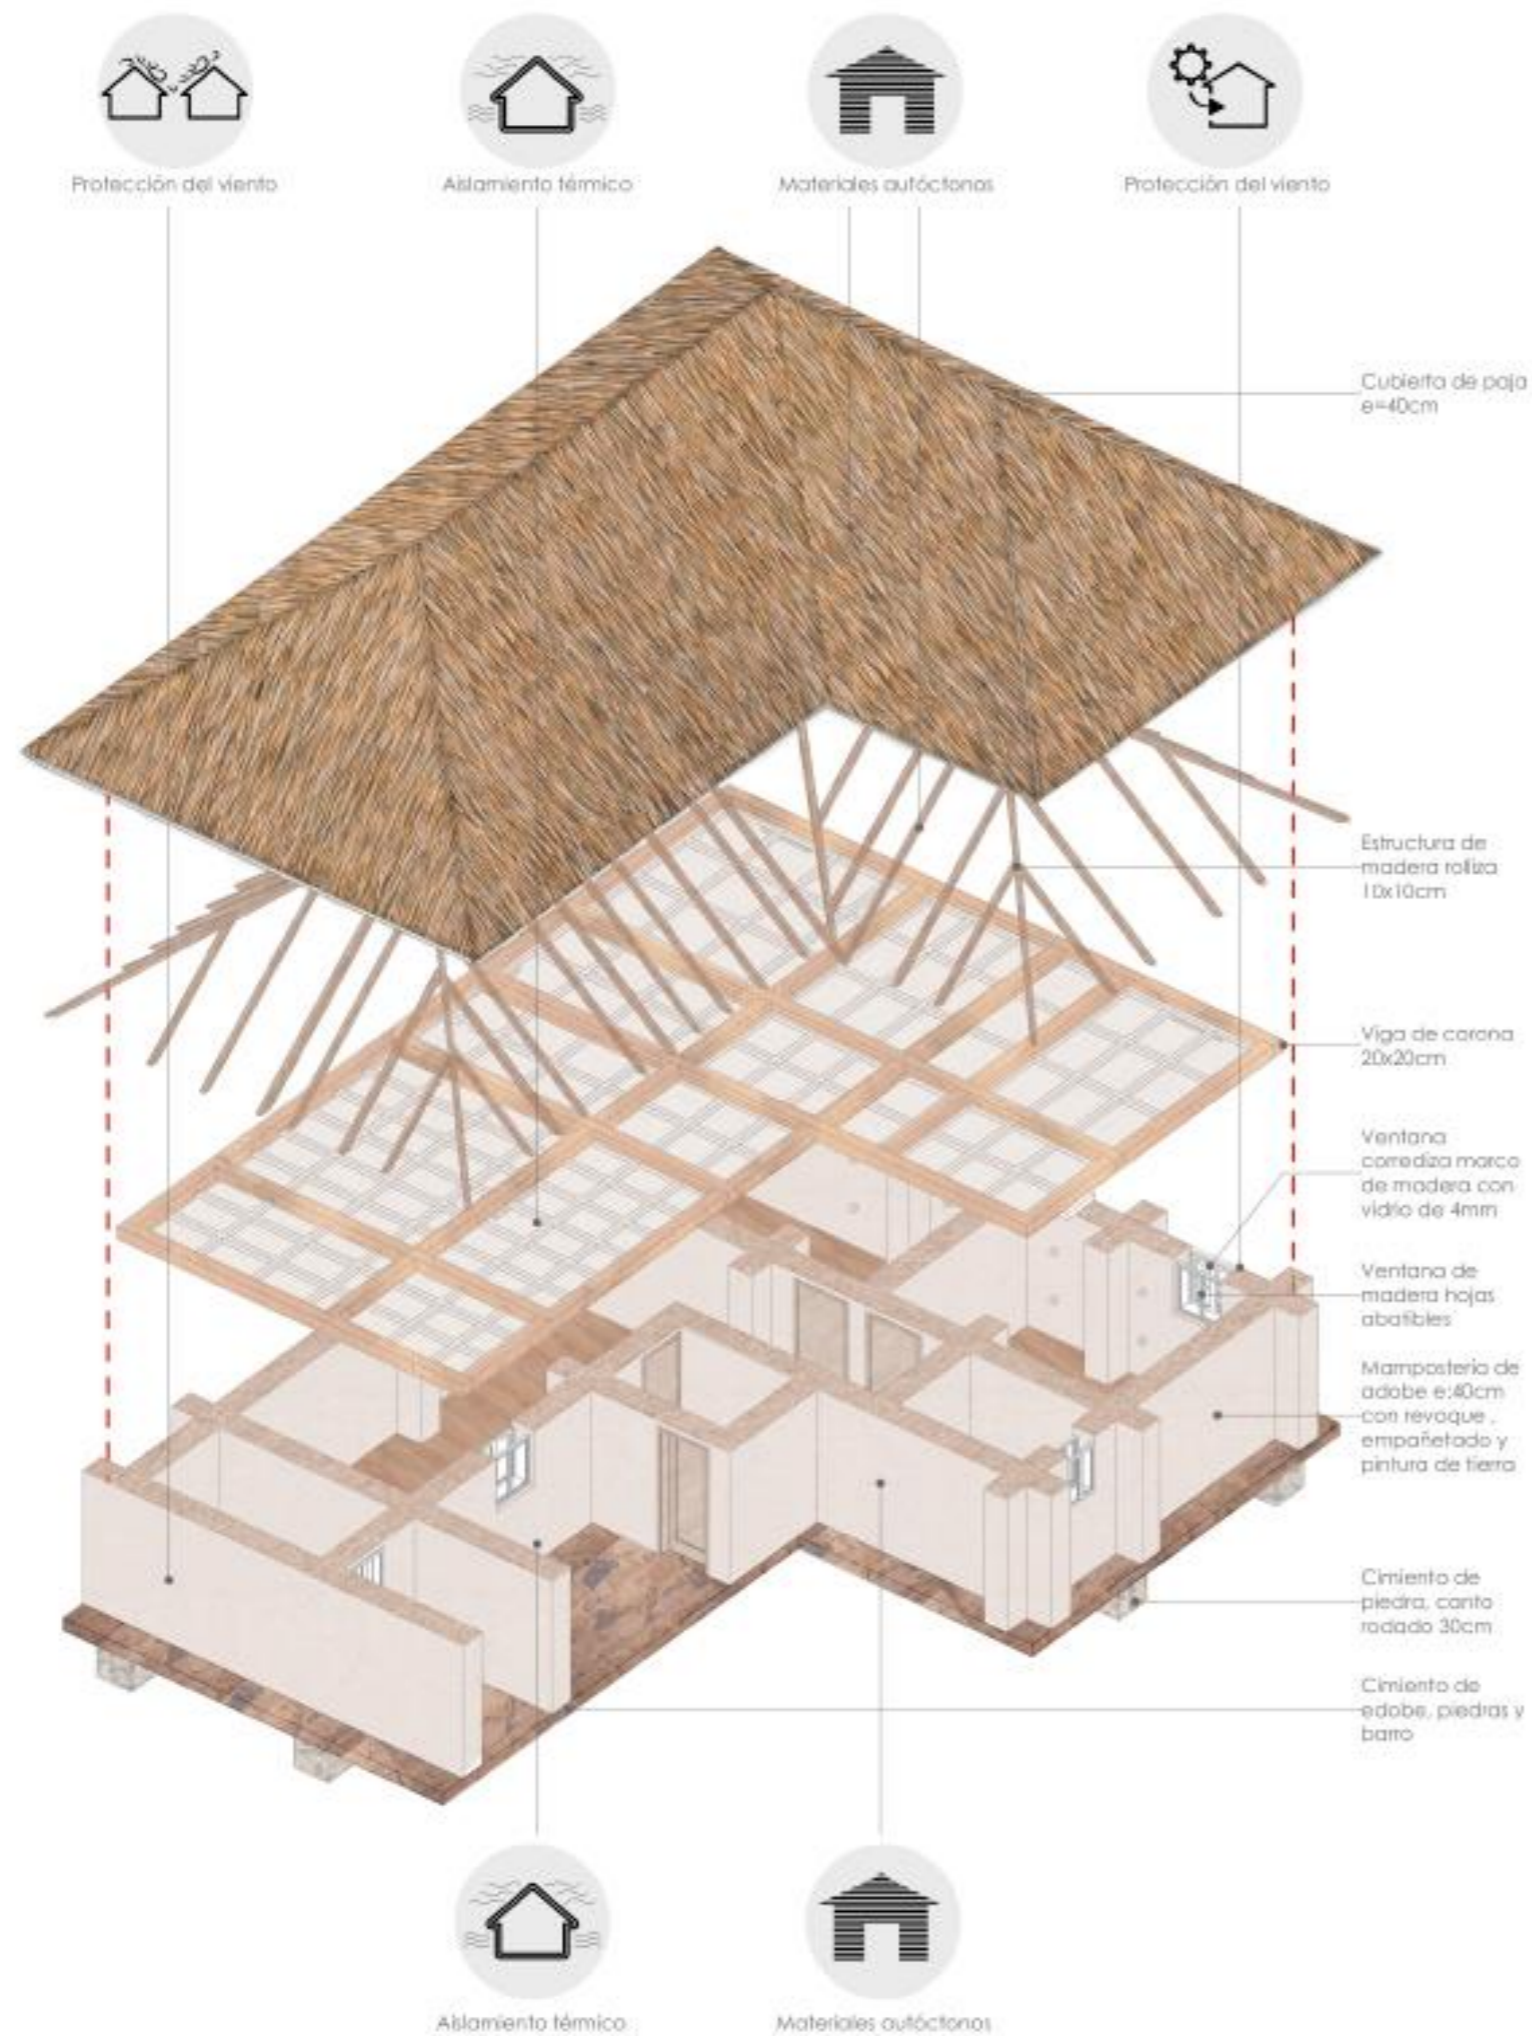 Protección del viento
Aislamiento térmico
Materiales autóctonos
Protección del viento
Cubierta de paja
e=40cm
Estructura de
madera rolliza
10x10cm
Viga de corona
20x20cm
Ventana
corrediza marco
de madera con
vidrio de 4mm
Ventana de
madera hojas
abatibles
Mampostería de
adobe e:40cm
con revoque ,
empañetado y
pintura de tierra
Cimiento de
piedra, canto
rodado 30cm
Cimiento de
edobe, piedras y
barro
Aislamiento térmico
Materiales autóctonos